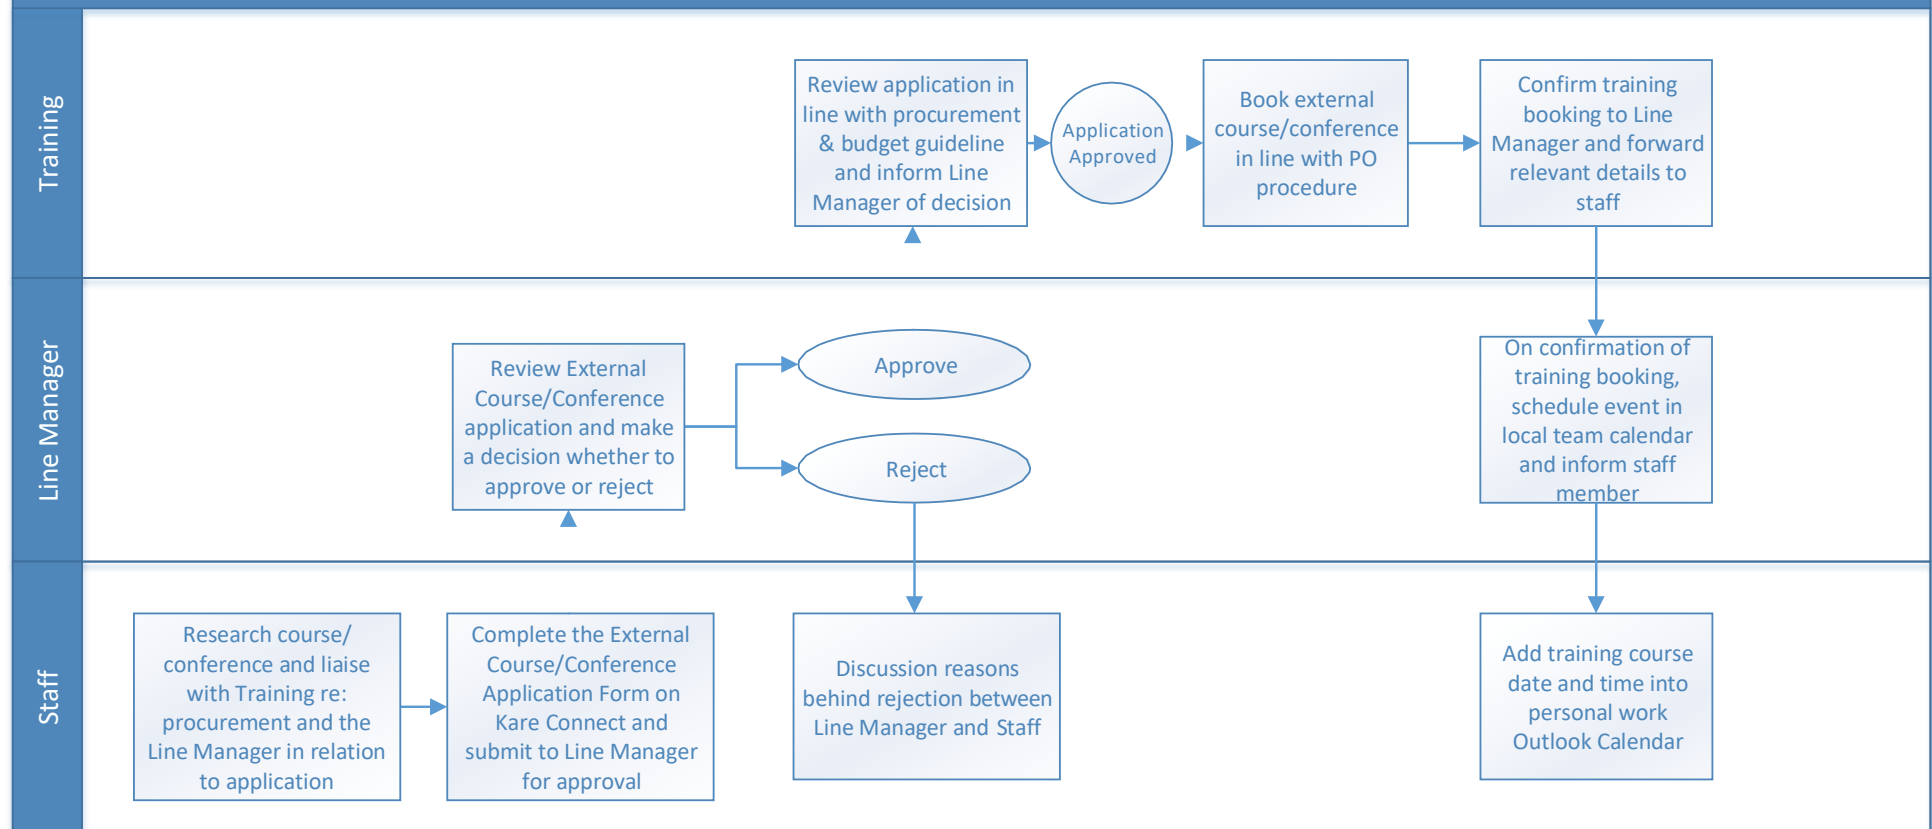 Training
Review application in
line with procurement
& budget guideline
and inform Line
Manager of decision
Application
Approved
Book external
course/conference
in line with PO
procedure
Confirm training
booking to Line
Manager and forward
relevant details to
staff
Line Manager
Review External
Course/Conference
application and make
a decision whether to
approve or reject
Approve
Reject
On confirmation of
training booking,
schedule event in
local team calendar
and inform staff
member
Staff
Research course/
conference and liaise
with Training re:
procurement and the
Line Manager in relation
to application
Complete the External
Course/Conference
Application Form on
Kare Connect and
submit to Line Manager
for approval
Discussion reasons
behind rejection between
Line Manager and Staff
Add training course
date and time into
personal work
Outlook Calendar